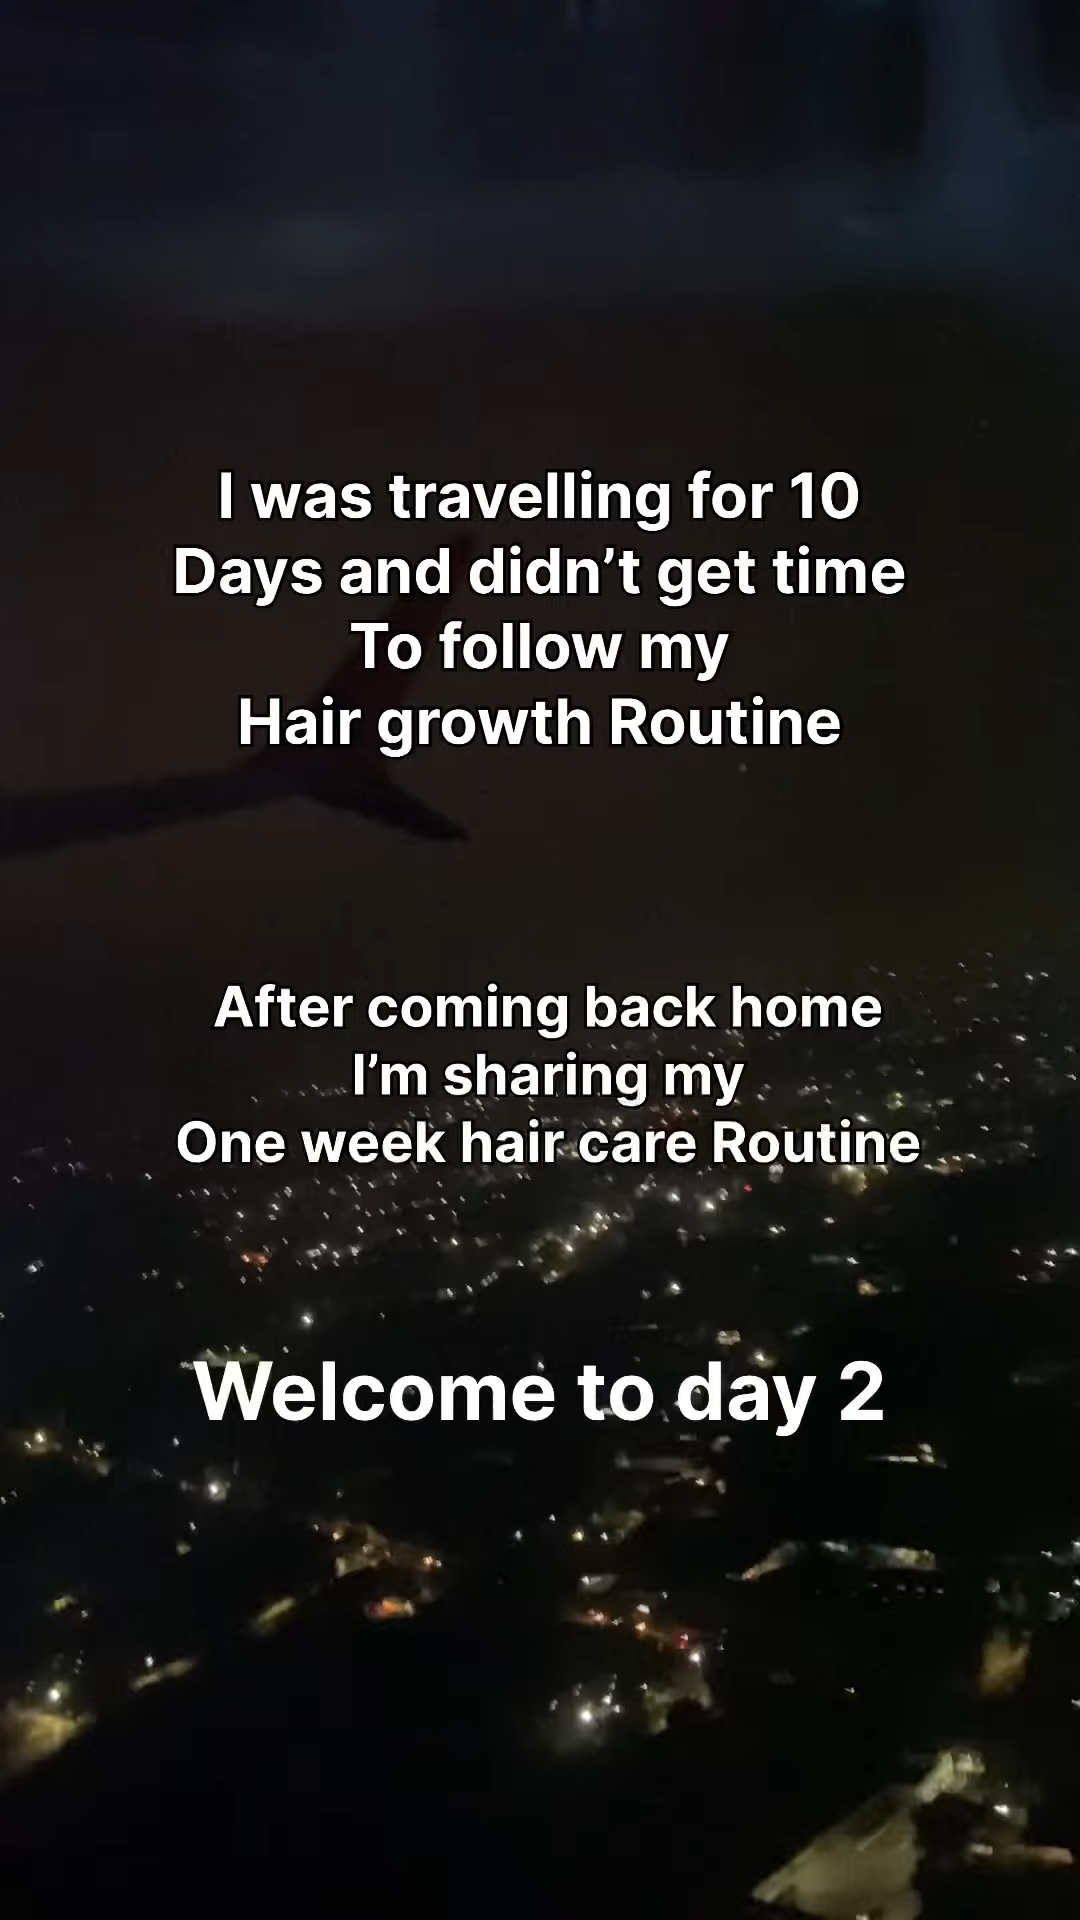 I was travelling for 10
Days and didn’t get time
To follow my
Hair growth Routine
After coming back home
I’m sharing my
One week hair care Routine
Welcome to day 2